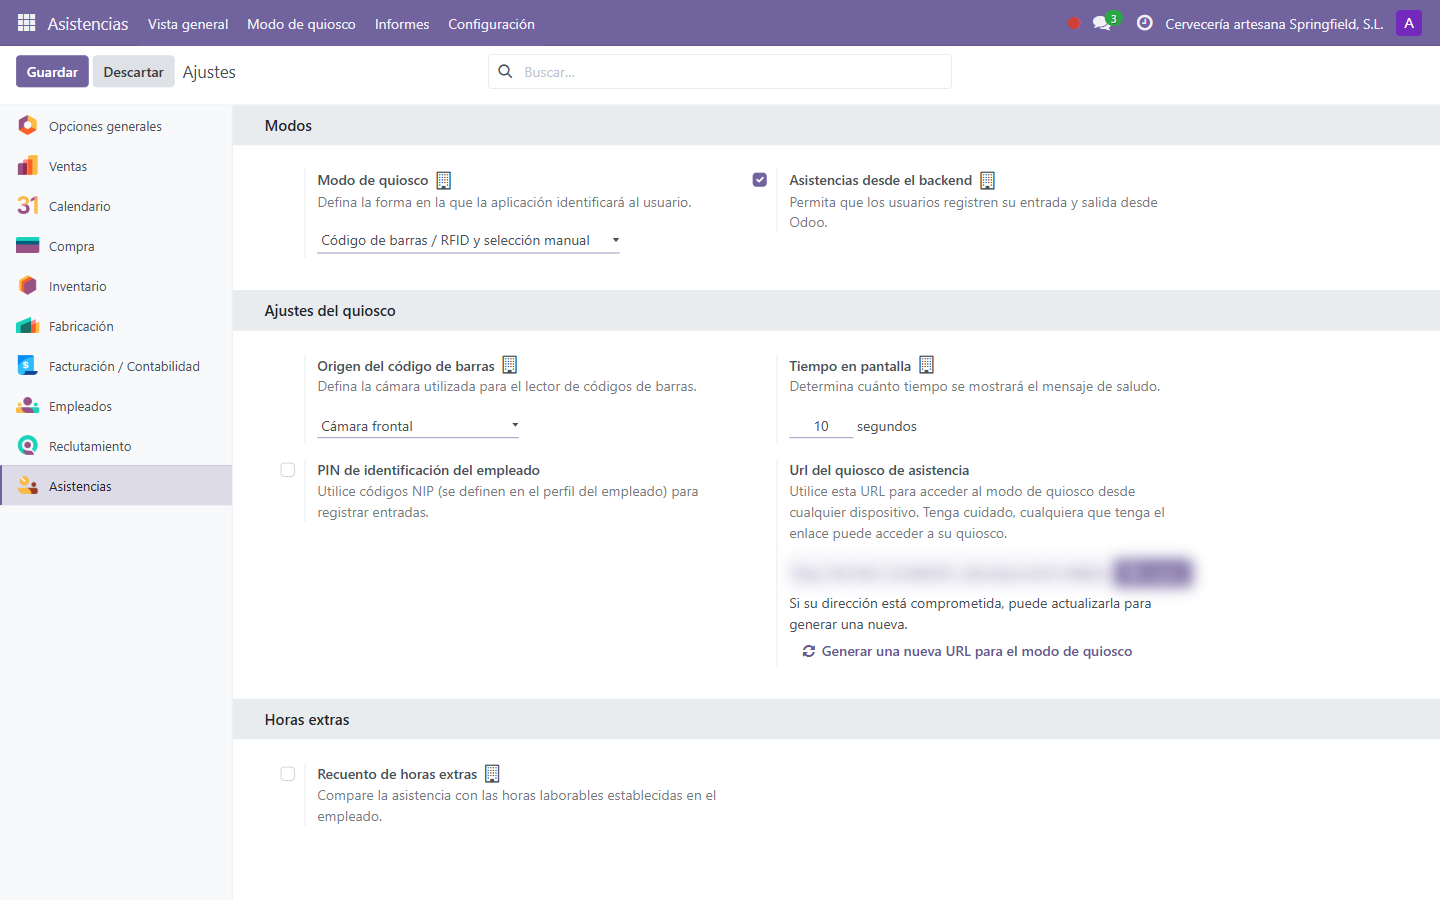 Asistencias Vista general Modo de quiosco Informes Configuración 3 Cervecería artesana Springfield, S.L. A
Guardar Descartar Ajustes Buscar...
Opciones generales
Ventas
31 Calendario
Compra
Inventario
Fabricación
$ Facturación / Contabilidad
Empleados
Reclutamiento
Asistencias
Modos
Modo de quiosco
Defina la forma en la que la aplicación identificará al usuario.
Código de barras / RFID y selección manual
Asistencias desde el backend
Permita que los usuarios registren su entrada y salida desde
Odoo.
Ajustes del quiosco
Origen del código de barras
Defina la cámara utilizada para el lector de códigos de barras.
Cámara frontal
Tiempo en pantalla
Determina cuánto tiempo se mostrará el mensaje de saludo.
10 segundos
PIN de identificación del empleado
Utilice códigos NIP (se definen en el perfil del empleado) para
registrar entradas.
Url del quiosco de asistencia
Utilice esta URL para acceder al modo de quiosco desde
cualquier dispositivo. Tenga cuidado, cualquiera que tenga el
enlace puede acceder a su quiosco.
Si su dirección está comprometida, puede actualizarla para
generar una nueva.
Generar una nueva URL para el modo de quiosco
Horas extras
Recuento de horas extras
Compare la asistencia con las horas laborables establecidas en el
empleado.